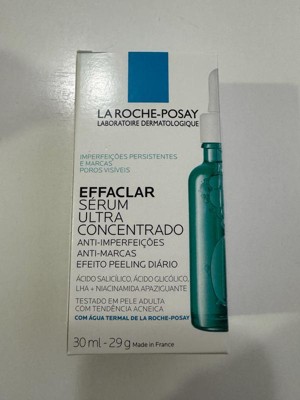 LA ROCHE-POSAY
LABORATOIRE DERMATOLOGIQUE
IMPERFEIÇÕES PERSISTENTES
E MARCAS
POROS VISÍVEIS
EFFACLAR
SÉRUM
ULTRA
CONCENTRADO
ANTI-IMPERFEIÇÕES
ANTI-MARCAS
EFEITO PEELING DIÁRIO
ÁCIDO SALICÍLICO, ÁCIDO GLICÓLICO,
LHA + NIACINAMIDA APAZIGUANTE
TESTADO EM PELE ADULTA
COM TENDÊNCIA ACNEICA
COM ÁGUA TERMAL DE LA ROCHE-POSAY
30 ml - 29 g Made in France